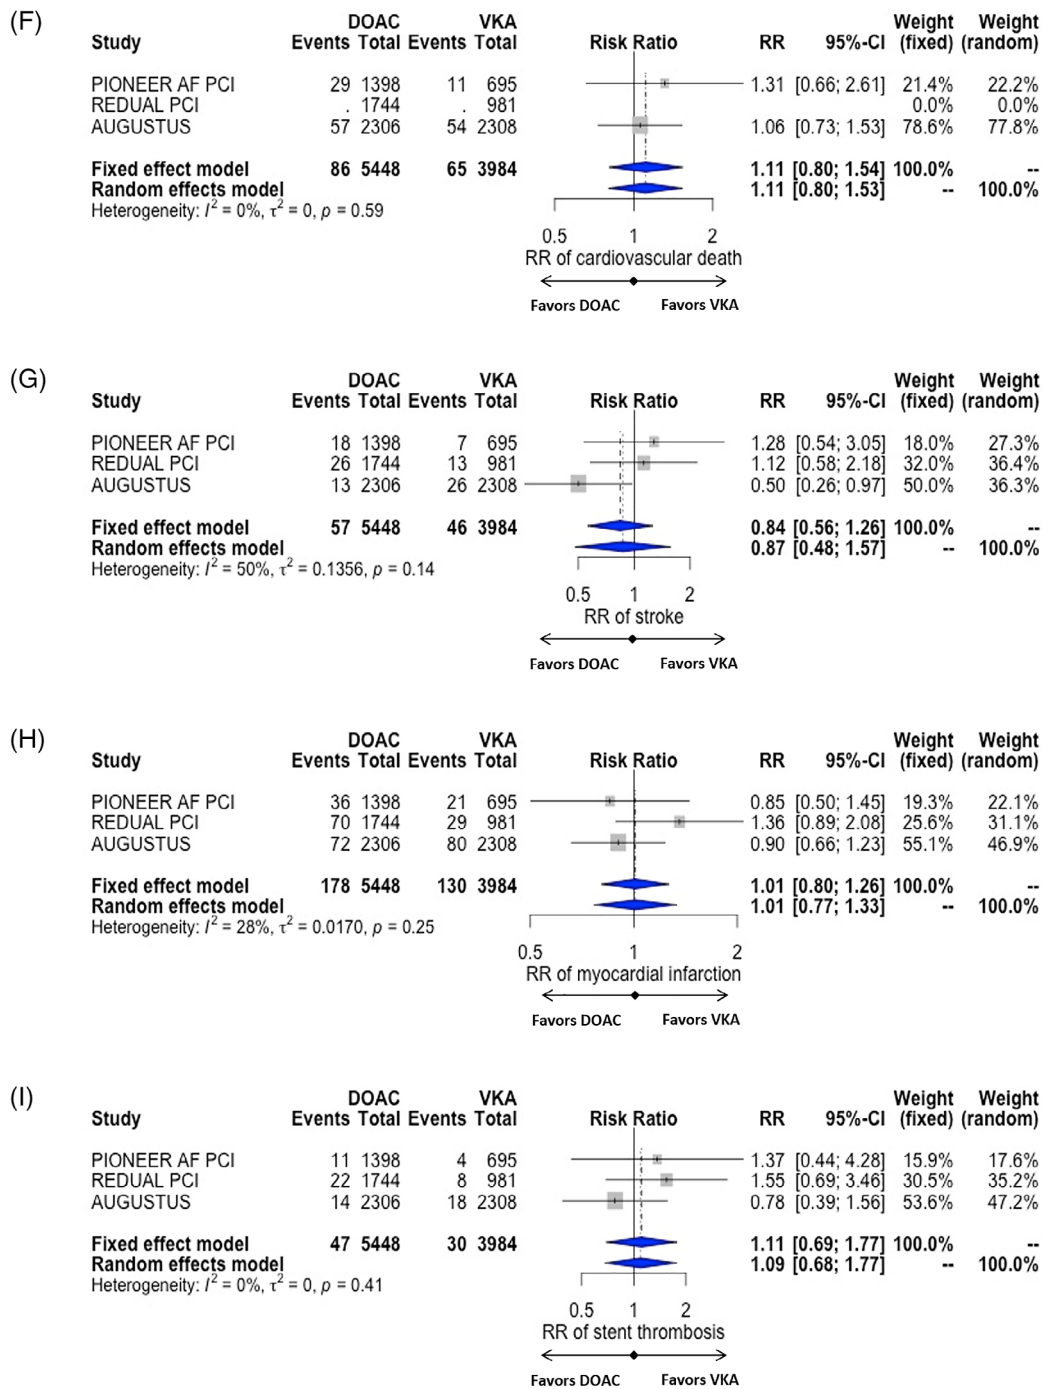 (F)
DOAC VKA Weight Weight
Study Events Total Events Total Risk Ratio RR 95%-CI (fixed) (random)
PIONEER AF PCI 29 1398 11 695 1.31 [0.66; 2.61] 21.4% 22.2%
REDUAL PCI . 1744 . 981 0.0% 0.0%
AUGUSTUS 57 2306 54 2308 1.06 [0.73; 1.53] 78.6% 77.8%
Fixed effect model 86 5448 65 3984 1.11 [0.80; 1.54] 100.0% --
Random effects model 1.11 [0.80; 1.53] -- 100.0%
Heterogeneity: I² = 0%, τ² = 0, p = 0.59
0.5 1 2
RR of cardiovascular death
Favors DOAC Favors VKA
(G)
DOAC VKA Weight Weight
Study Events Total Events Total Risk Ratio RR 95%-CI (fixed) (random)
PIONEER AF PCI 18 1398 7 695 1.28 [0.54; 3.05] 18.0% 27.3%
REDUAL PCI 26 1744 13 981 1.12 [0.58; 2.18] 32.0% 36.4%
AUGUSTUS 13 2306 26 2308 0.50 [0.26; 0.97] 50.0% 36.3%
Fixed effect model 57 5448 46 3984 0.84 [0.56; 1.26] 100.0% --
Random effects model 0.87 [0.48; 1.57] -- 100.0%
Heterogeneity: I² = 50%, τ² = 0.1356, p = 0.14
0.5 1 2
RR of stroke
Favors DOAC Favors VKA
(H)
DOAC VKA Weight Weight
Study Events Total Events Total Risk Ratio RR 95%-CI (fixed) (random)
PIONEER AF PCI 36 1398 21 695 0.85 [0.50; 1.45] 19.3% 22.1%
REDUAL PCI 70 1744 29 981 1.36 [0.89; 2.08] 25.6% 31.1%
AUGUSTUS 72 2306 80 2308 0.90 [0.66; 1.23] 55.1% 46.9%
Fixed effect model 178 5448 130 3984 1.01 [0.80; 1.26] 100.0% --
Random effects model 1.01 [0.77; 1.33] -- 100.0%
Heterogeneity: I² = 28%, τ² = 0.0170, p = 0.25
0.5 1 2
RR of myocardial infarction
Favors DOAC Favors VKA
(I)
DOAC VKA Weight Weight
Study Events Total Events Total Risk Ratio RR 95%-CI (fixed) (random)
PIONEER AF PCI 11 1398 4 695 1.37 [0.44; 4.28] 15.9% 17.6%
REDUAL PCI 22 1744 8 981 1.55 [0.69; 3.46] 30.5% 35.2%
AUGUSTUS 14 2306 18 2308 0.78 [0.39; 1.56] 53.6% 47.2%
Fixed effect model 47 5448 30 3984 1.11 [0.69; 1.77] 100.0% --
Random effects model 1.09 [0.68; 1.77] -- 100.0%
Heterogeneity: I² = 0%, τ² = 0, p = 0.41
0.5 1 2
RR of stent thrombosis
Favors DOAC Favors VKA